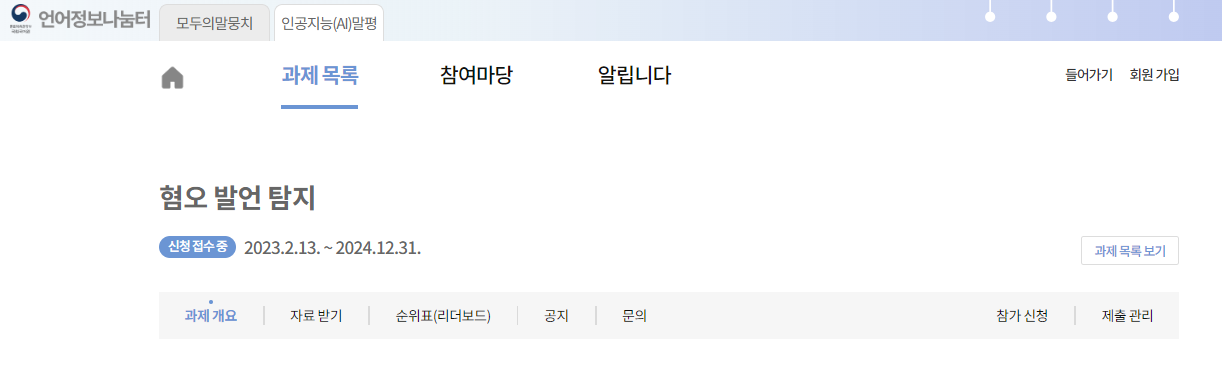 언어정보나눔터 모두의말뭉치 인공지능(AI)말평
과제 목록 참여마당 알립니다 들어가기 회원 가입
혐오 발언 탐지
신청 접수 중 2023.2.13. ~ 2024.12.31. 과제 목록 보기
과제 개요 자료 받기 순위표(리더보드) 공지 문의 참가 신청 제출 관리